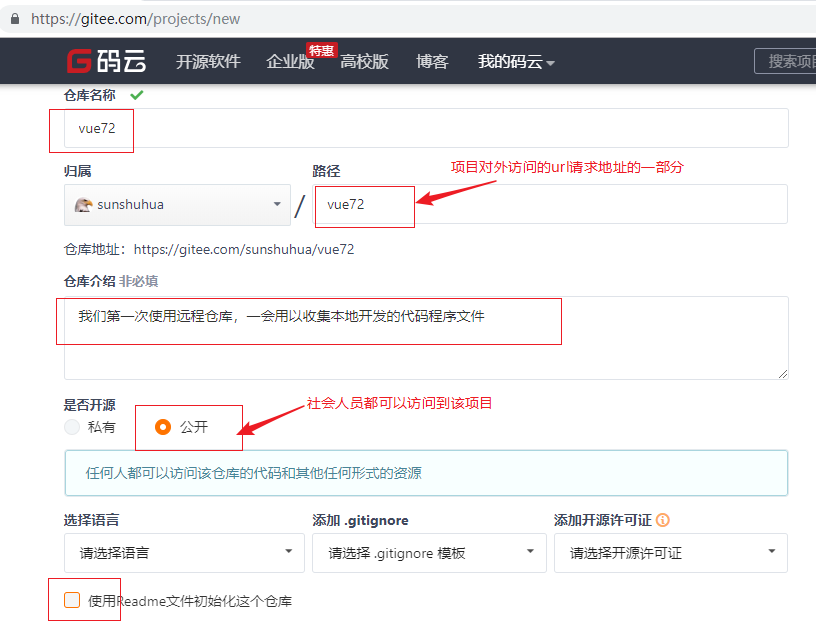 https://gitee.com/projects/new
码云 开源软件 企业版 特惠 高校版 博客 我的码云 搜索项目
仓库名称
vue72
归属 路径 项目对外访问的url请求地址的一部分
sunshuhua / vue72
仓库地址：https://gitee.com/sunshuhua/vue72
仓库介绍 非必填
我们第一次使用远程仓库，一会用以收集本地开发的代码程序文件
是否开源 社会人员都可以访问到该项目
私有 公开
任何人都可以访问该仓库的代码和其他任何形式的资源
选择语言 添加 .gitignore 添加开源许可证
请选择语言 请选择 .gitignore 模板 请选择开源许可证
使用Readme文件初始化这个仓库